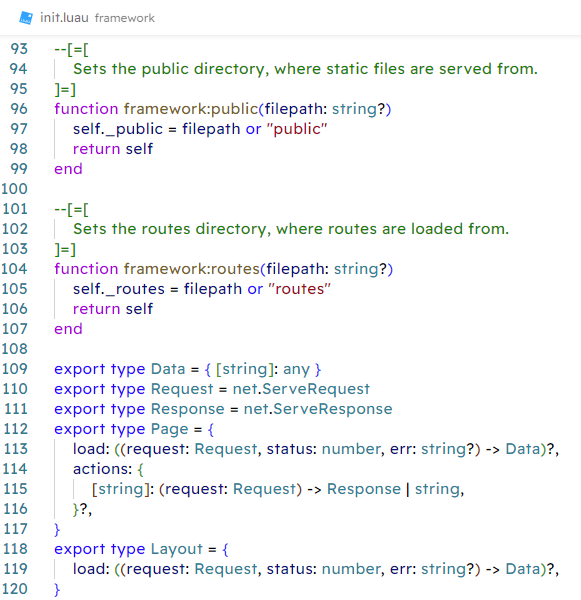 init.luau framework
93 --[=[
94 Sets the public directory, where static files are served from.
95 ]=]
96 function framework:public(filepath: string?)
97 self._public = filepath or "public"
98 return self
99 end
100
101 --[=[
102 Sets the routes directory, where routes are loaded from.
103 ]=]
104 function framework:routes(filepath: string?)
105 self._routes = filepath or "routes"
106 return self
107 end
108
109 export type Data = { [string]: any }
110 export type Request = net.ServeRequest
111 export type Response = net.ServeResponse
112 export type Page = {
113 load: ((request: Request, status: number, err: string?) -> Data)?,
114 actions: {
115 [string]: (request: Request) -> Response | string,
116 }?,
117 }
118 export type Layout = {
119 load: ((request: Request, status: number, err: string?) -> Data)?,
120 }